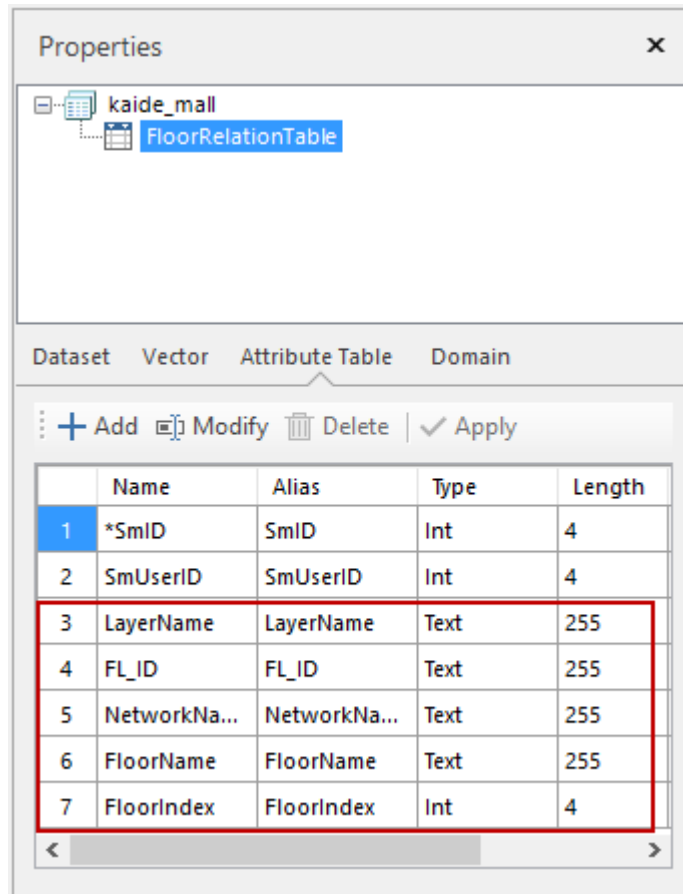 Properties
kaide_mall
FloorRelationTable
Dataset Vector Attribute Table Domain
Add Modify Delete Apply
Name Alias Type Length
1 *SmID SmID Int 4
2 SmUserID SmUserID Int 4
3 LayerName LayerName Text 255
4 FL_ID FL_ID Text 255
5 NetworkNa... NetworkNa... Text 255
6 FloorName FloorName Text 255
7 FloorIndex FloorIndex Int 4